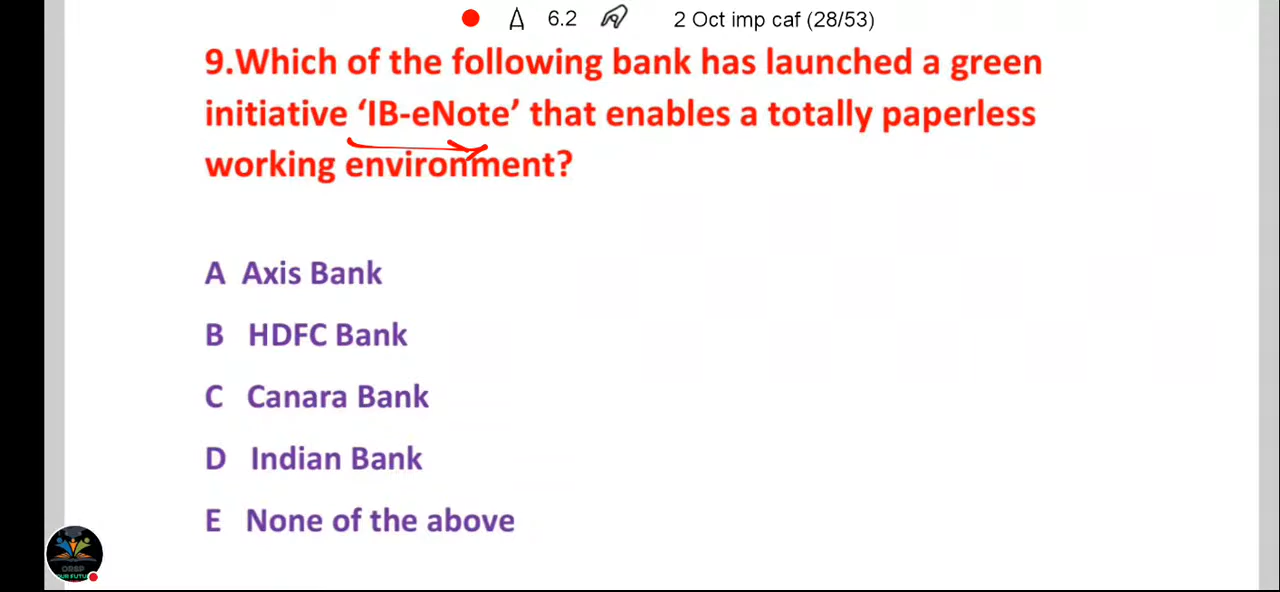 6.2 2 Oct imp caf (28/53)
9.Which of the following bank has launched a green
initiative ‘IB-eNote’ that enables a totally paperless
working environment?
A Axis Bank
B HDFC Bank
C Canara Bank
D Indian Bank
E None of the above